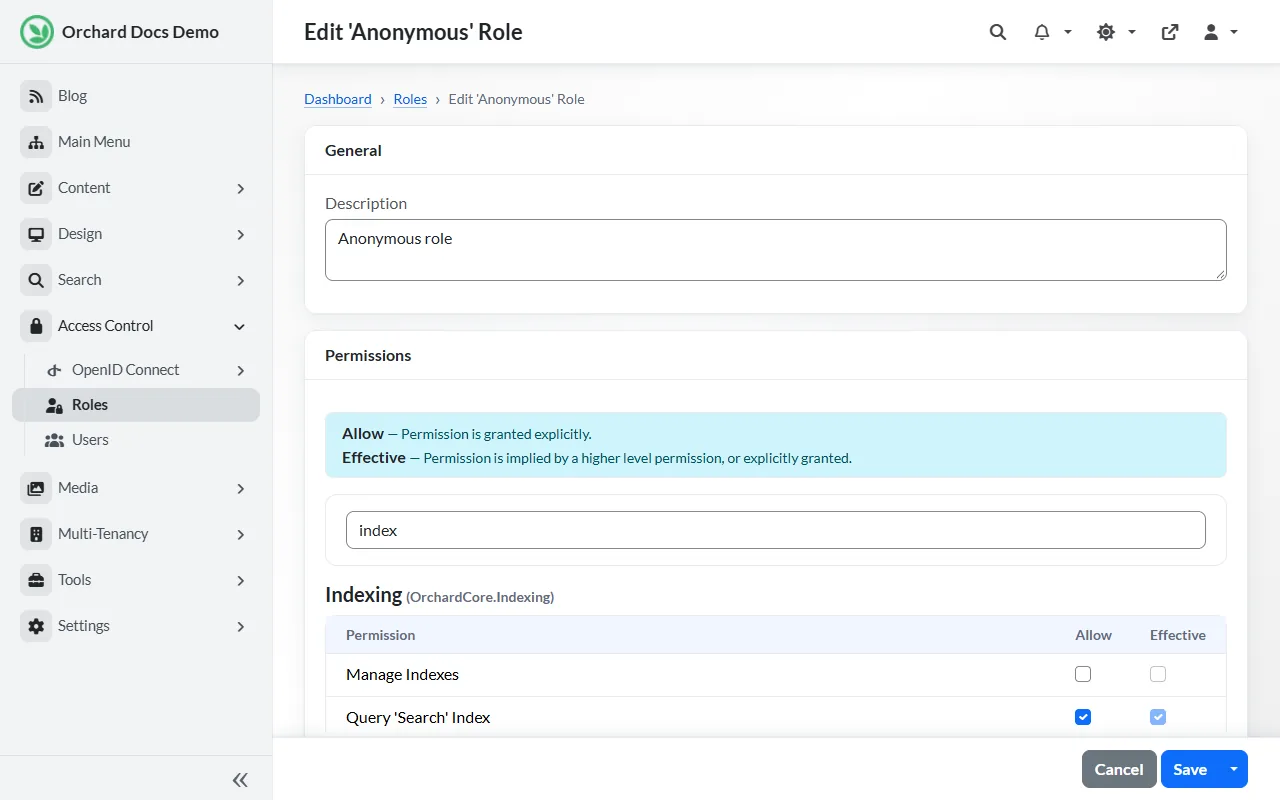 Orchard Docs Demo
Edit 'Anonymous' Role
Blog
Main Menu
Content
Design
Search
Access Control
OpenID Connect
Roles
Users
Media
Multi-Tenancy
Tools
Settings
Dashboard › Roles › Edit 'Anonymous' Role
General
Description
Anonymous role
Permissions
Allow — Permission is granted explicitly.
Effective — Permission is implied by a higher level permission, or explicitly granted.
index
Indexing (OrchardCore.Indexing)
Permission Allow Effective
Manage Indexes
Query 'Search' Index
Cancel Save